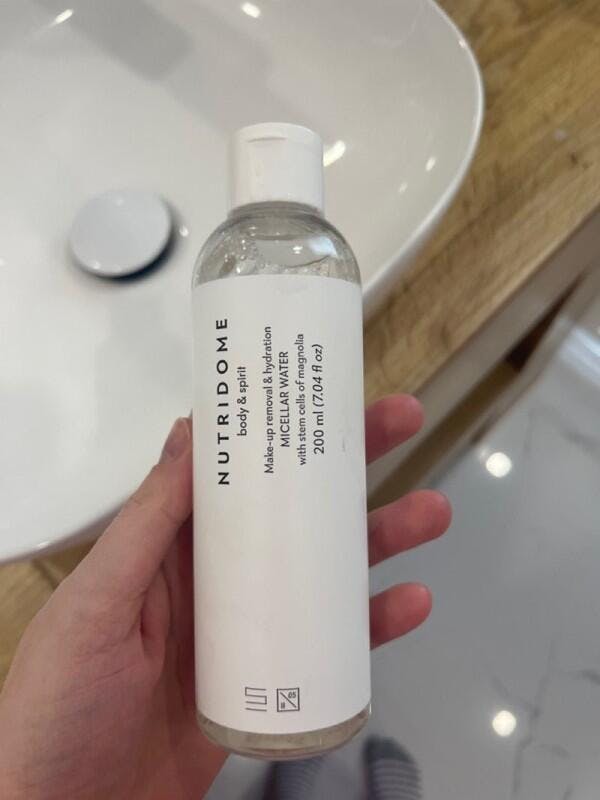 NUTRIDOME
body & spirit
Make-up removal & hydration
MICELLAR WATER
with stem cells of magnolia
200 ml (7.04 fl oz)
05